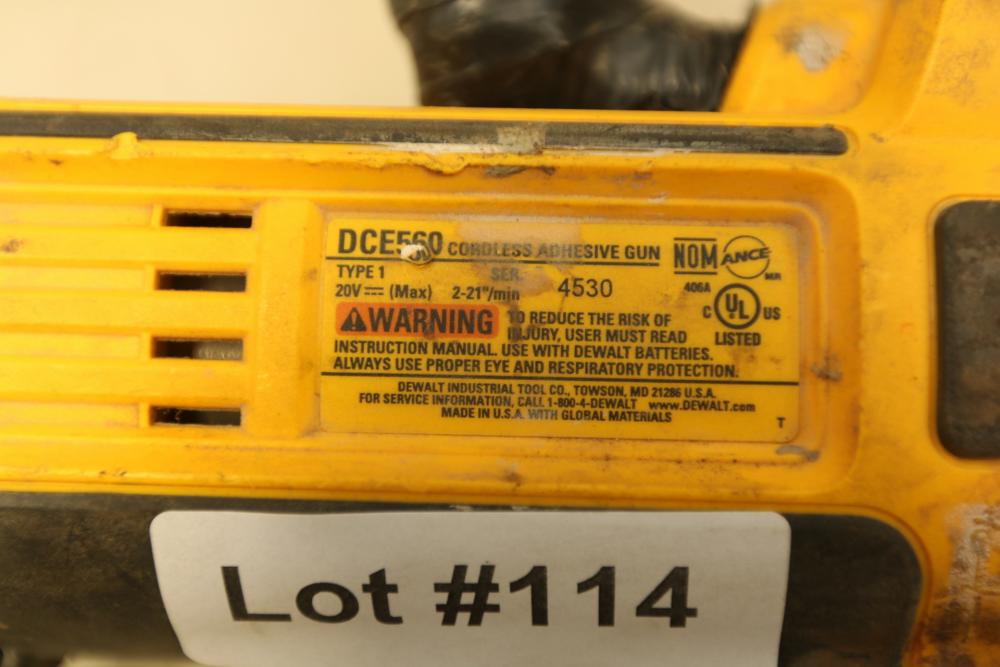 DCE560 CORDLESS ADHESIVE GUN
NOM ANCE MR
TYPE 1 SER. 406A
20V (Max) 2-21"/min 4530
C UL US
LISTED
WARNING TO REDUCE THE RISK OF
INJURY, USER MUST READ
INSTRUCTION MANUAL. USE WITH DEWALT BATTERIES.
ALWAYS USE PROPER EYE AND RESPIRATORY PROTECTION.
DEWALT INDUSTRIAL TOOL CO., TOWSON, MD 21286 U.S.A.
FOR SERVICE INFORMATION, CALL 1-800-4-DEWALT www.DEWALT.com
MADE IN U.S.A. WITH GLOBAL MATERIALS
T
Lot #114